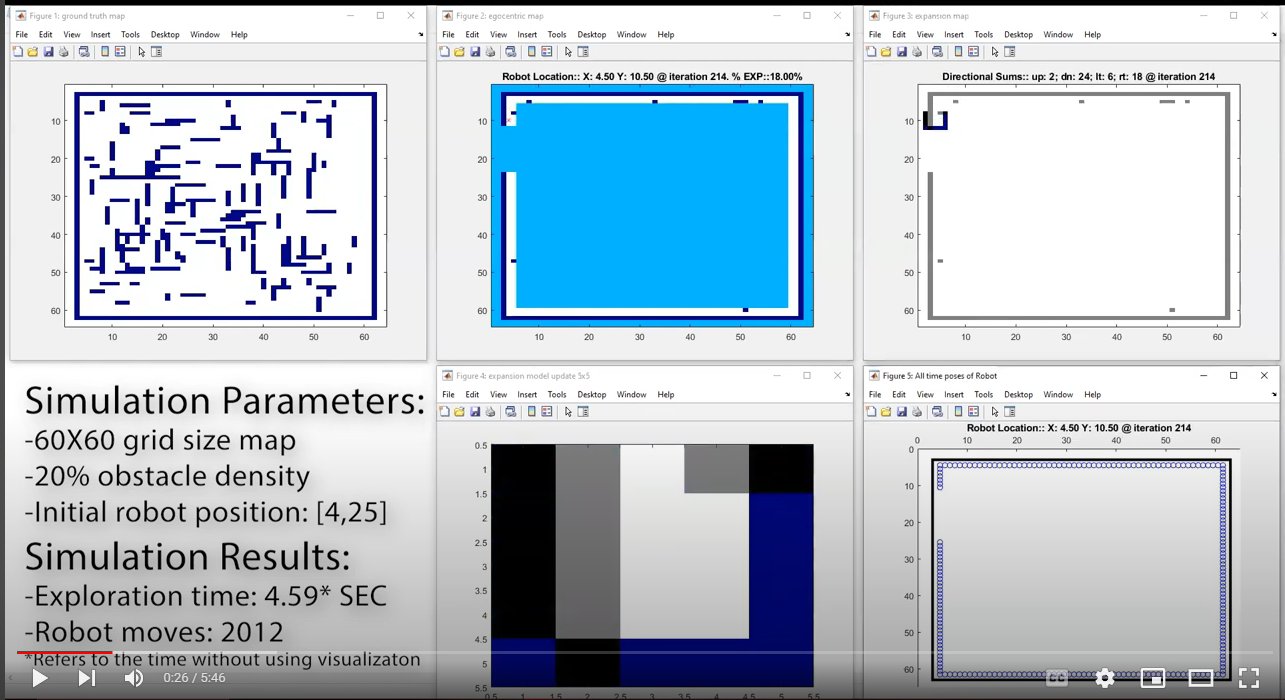 Figure 1: ground truth map
File Edit View Insert Tools Desktop Window Help
10
20
30
40
50
60
10 20 30 40 50 60
Figure 2: egocentric map
File Edit View Insert Tools Desktop Window Help
Robot Location:: X: 4.50 Y: 10.50 @ iteration 214. % EXP::18.00%
10
20
30
40
50
60
10 20 30 40 50 60
Figure 3: expansion map
File Edit View Insert Tools Desktop Window Help
Directional Sums:: up: 2; dn: 24; lt: 6; rt: 18 @ iteration 214
10
20
30
40
50
60
10 20 30 40 50 60
Simulation Parameters:
-60X60 grid size map
-20% obstacle density
-Initial robot position: [4,25]
Simulation Results:
-Exploration time: 4.59* SEC
-Robot moves: 2012
*Refers to the time without using visualizaton
0:26 / 5:46
Figure 4: expansion model update 5x5
File Edit View Insert Tools Desktop Window Help
0.5
1
1.5
2
2.5
3
3.5
4
4.5
5
5.5
0.5 1 1.5 2 2.5 3 3.5 4 4.5 5 5.5
Figure 5: All time poses of Robot
File Edit View Insert Tools Desktop Window Help
Robot Location:: X: 4.50 Y: 10.50 @ iteration 214
0 10 20 30 40 50 60
0
10
20
30
40
50
60
CC